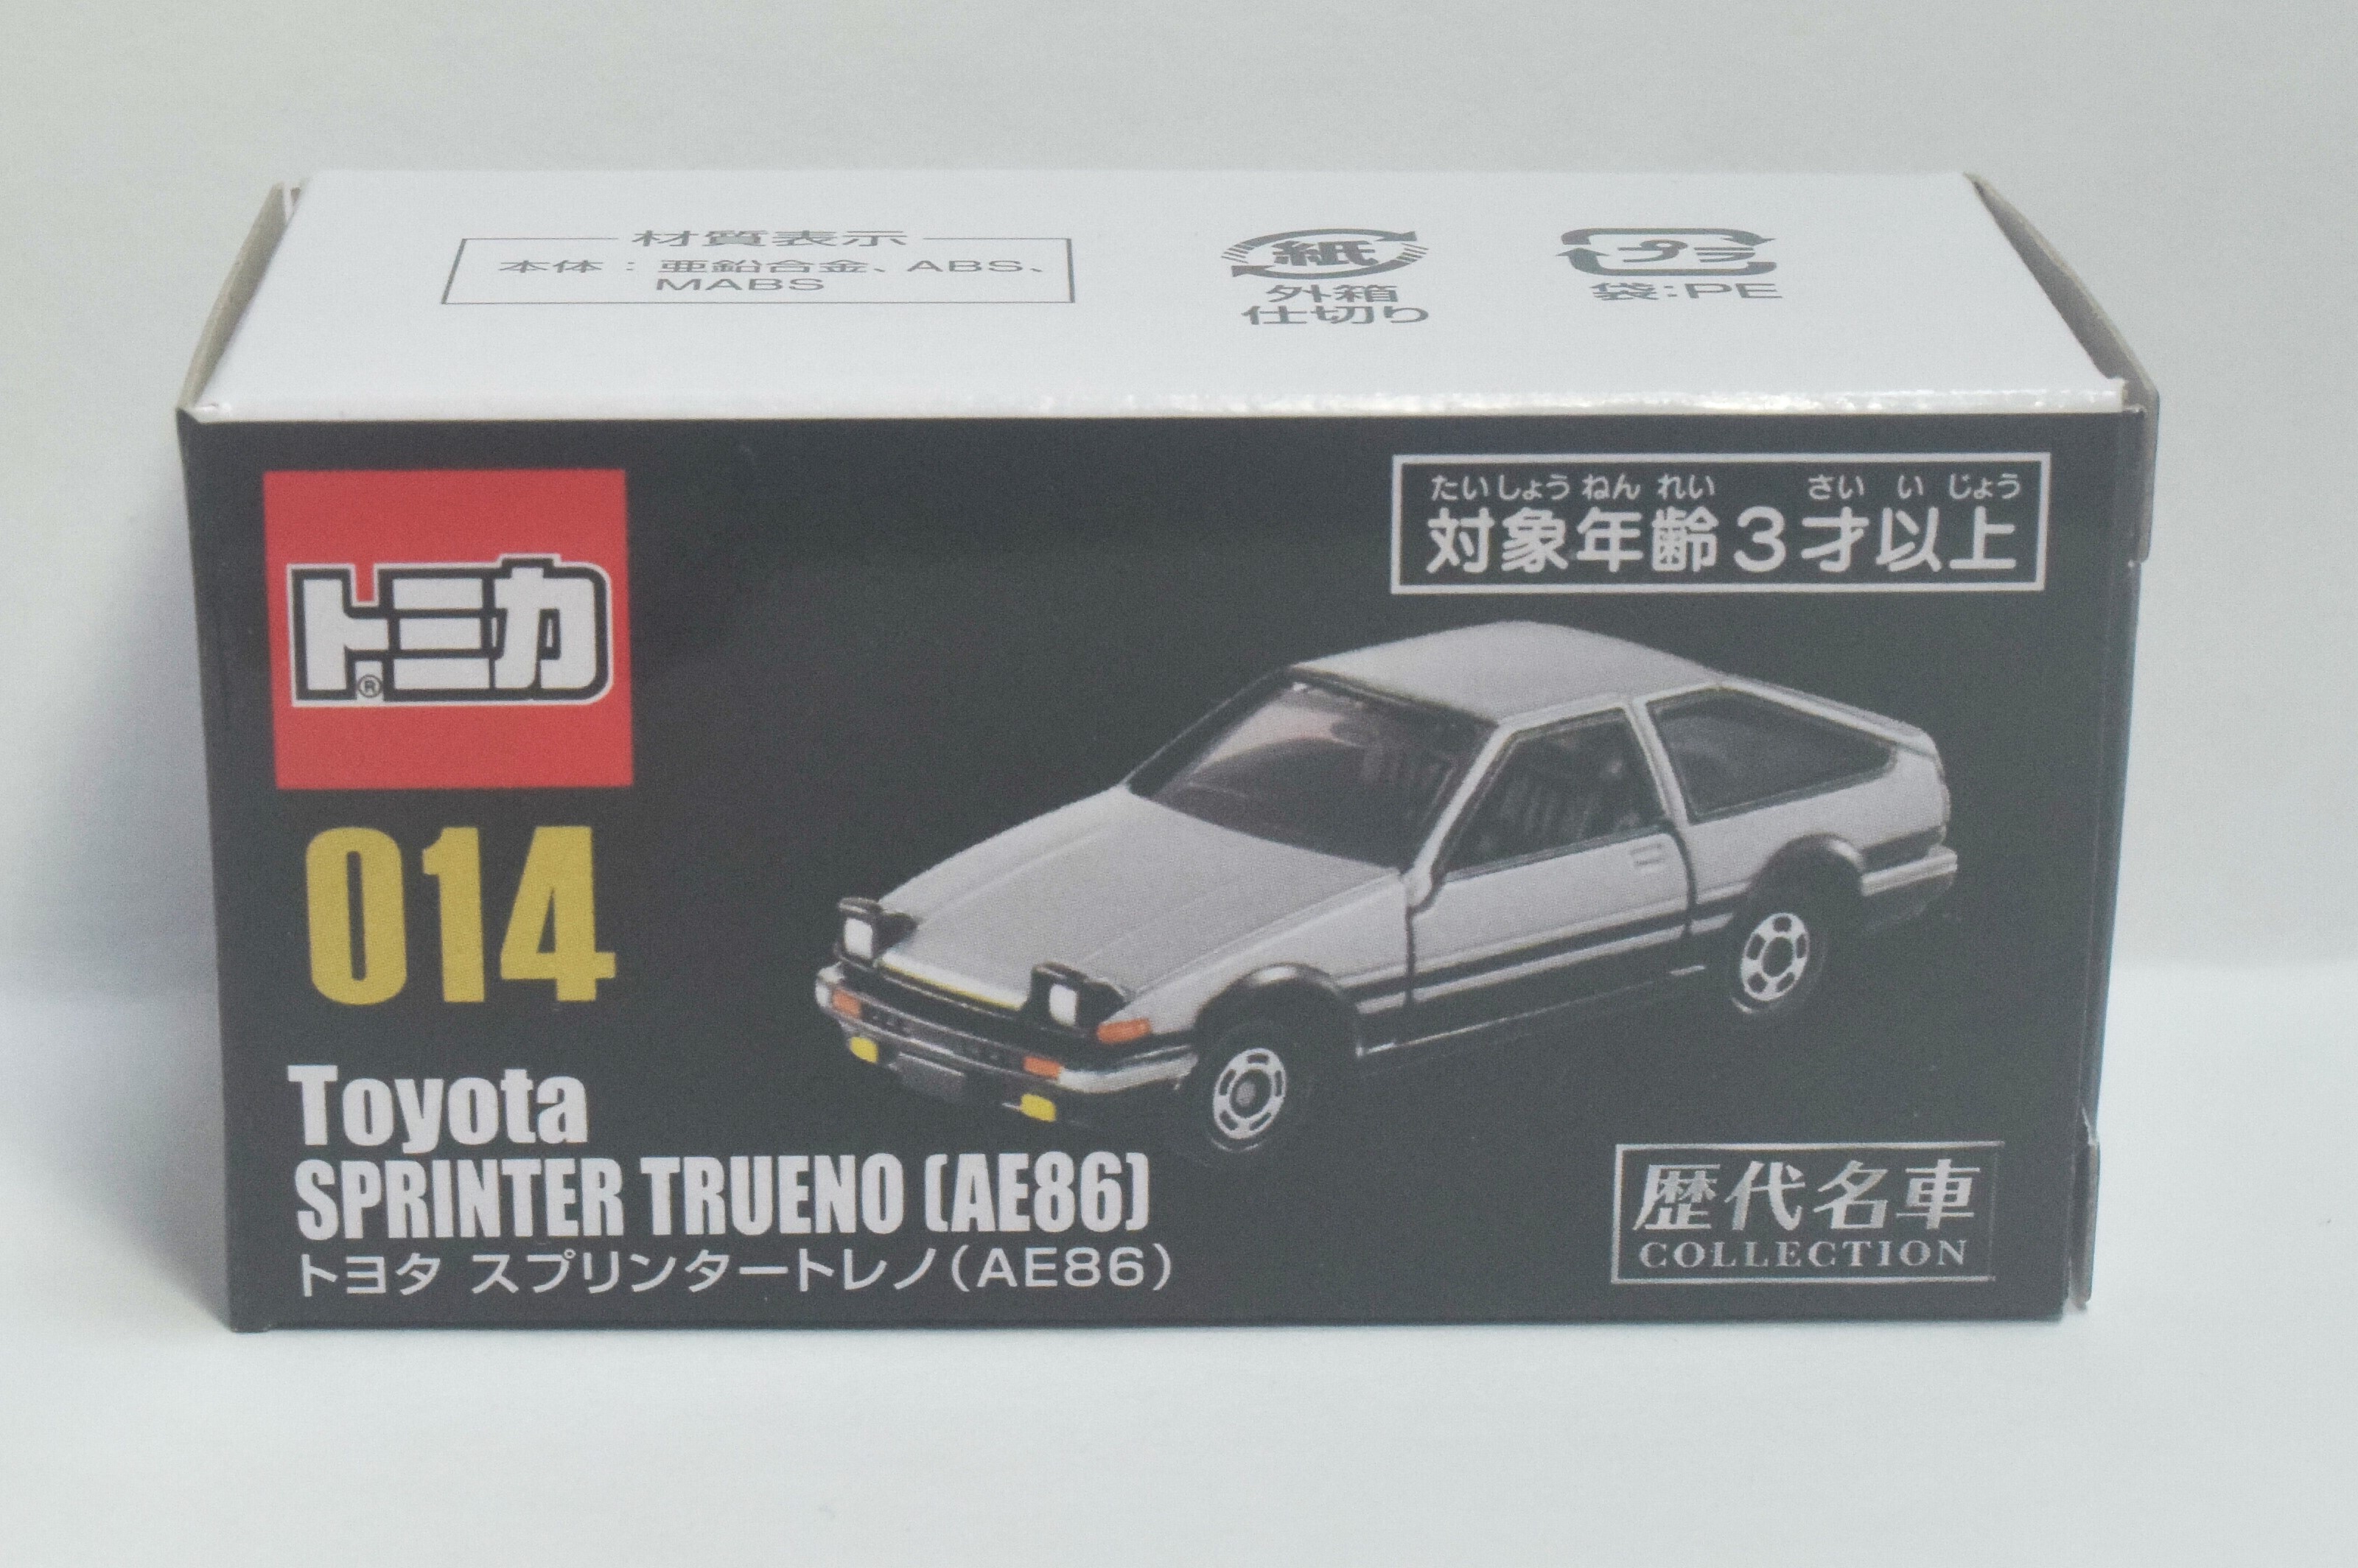 材質表示
本体：亜鉛合金、ABS、
MABS
紙
外箱
仕切り
プラ
袋:PE
トミカ®
たいしょう ねん れい さい い じょう
対象年齢3才以上
014
Toyota
SPRINTER TRUENO (AE86)
トヨタ スプリンタートレノ（AE86）
歴代名車
COLLECTION